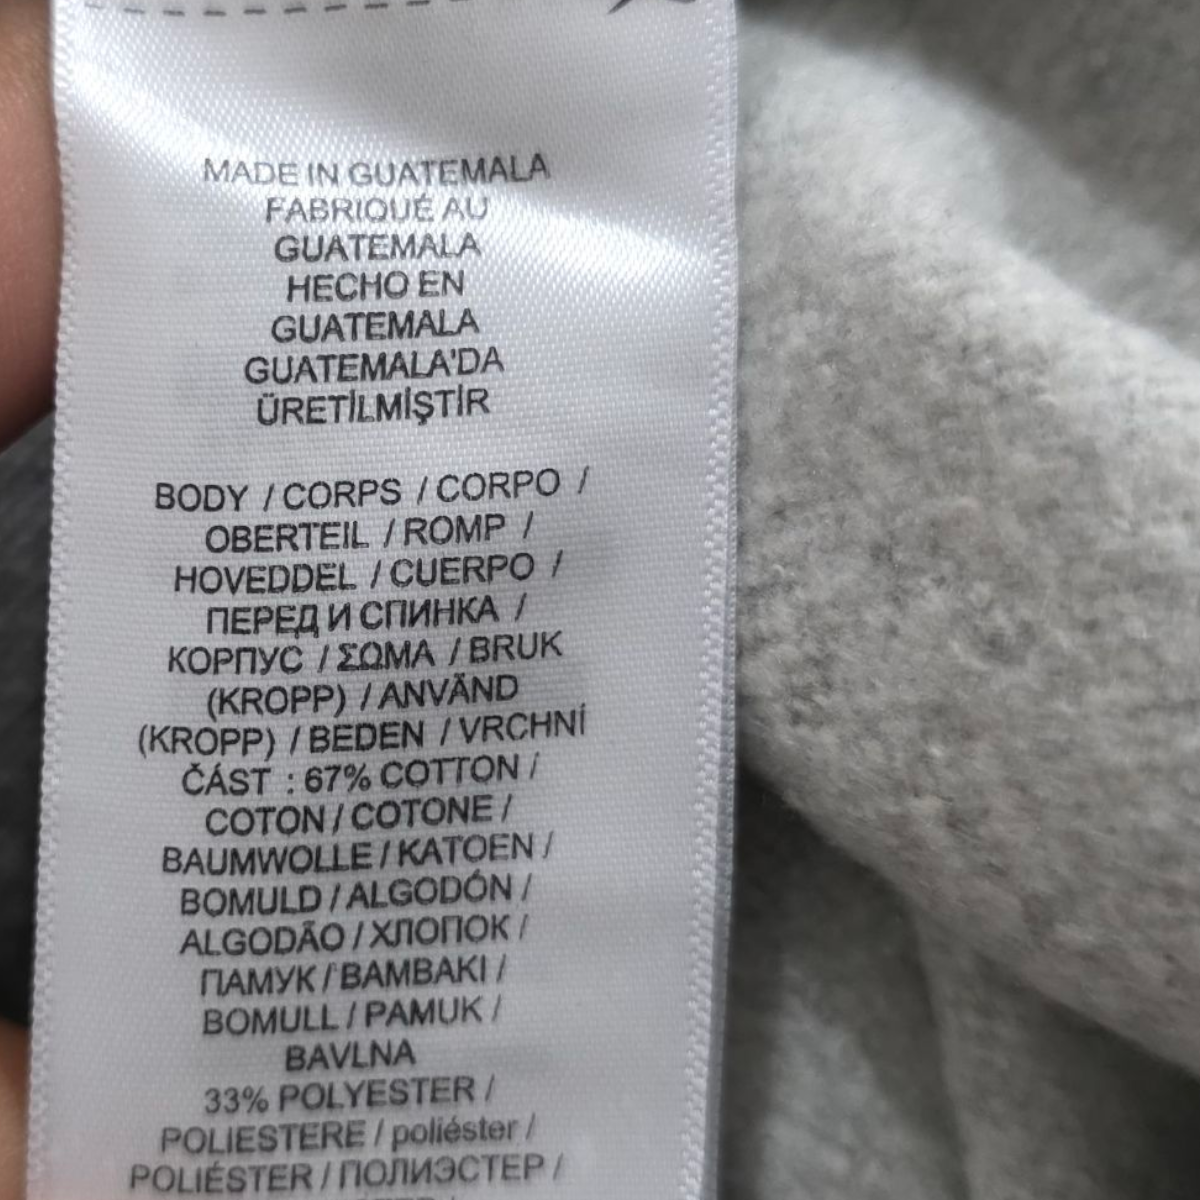 MADE IN GUATEMALA
FABRIQUÉ AU
GUATEMALA
HECHO EN
GUATEMALA
GUATEMALA'DA
ÜRETİLMİŞTİR
BODY / CORPS / CORPO /
OBERTEIL / ROMP /
HOVEDDEL / CUERPO /
ПЕРЕД И СПИНКА /
КОРПУС / ΣΩΜΑ / BRUK
(KROPP) / ANVÄND
(KROPP) / BEDEN / VRCHNÍ
ČÁST : 67% COTTON /
COTON / COTONE /
BAUMWOLLE / KATOEN /
BOMULD / ALGODÓN /
ALGODÃO / ХЛОПОК /
ПАМУК / ΒΑΜΒΑΚΙ /
BOMULL / PAMUK /
BAVLNA
33% POLYESTER /
POLIESTERE / poliéster /
POLIÉSTER / ПОЛИЭСТЕР /